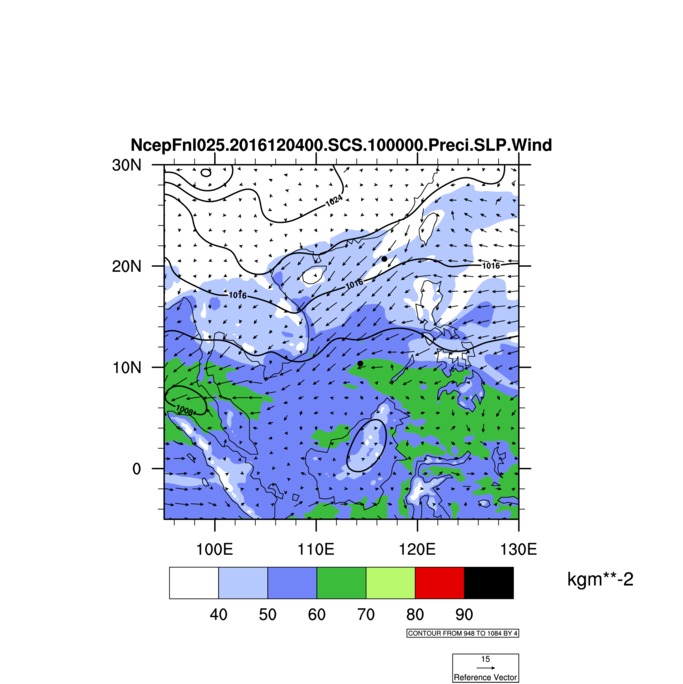 NcepFnl025.2016120400.SCS.100000.Preci.SLP.Wind
30N
1024
20N
1016
1016
1016
10N
1008
0
100E 110E 120E 130E
kgm**-2
40 50 60 70 80 90
CONTOUR FROM 948 TO 1084 BY 4
15
Reference Vector